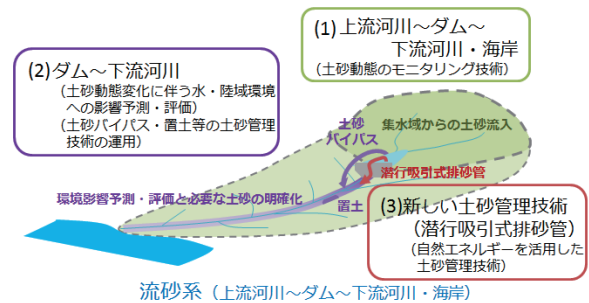 (1)上流河川～ダム～
下流河川・海岸
（土砂動態のモニタリング技術）
(2)ダム～下流河川
（土砂動態変化に伴う水・陸域環境
への影響予測・評価）
（土砂バイパス・置土等の土砂管理
技術の運用）
土砂
バイパス
集水域からの土砂流入
潜行吸引式排砂管
環境影響予測・評価と必要な土砂の明確化
置土
(3)新しい土砂管理技術
（潜行吸引式排砂管）
（自然エネルギーを活用した
土砂管理技術）
流砂系（上流河川～ダム～下流河川・海岸）